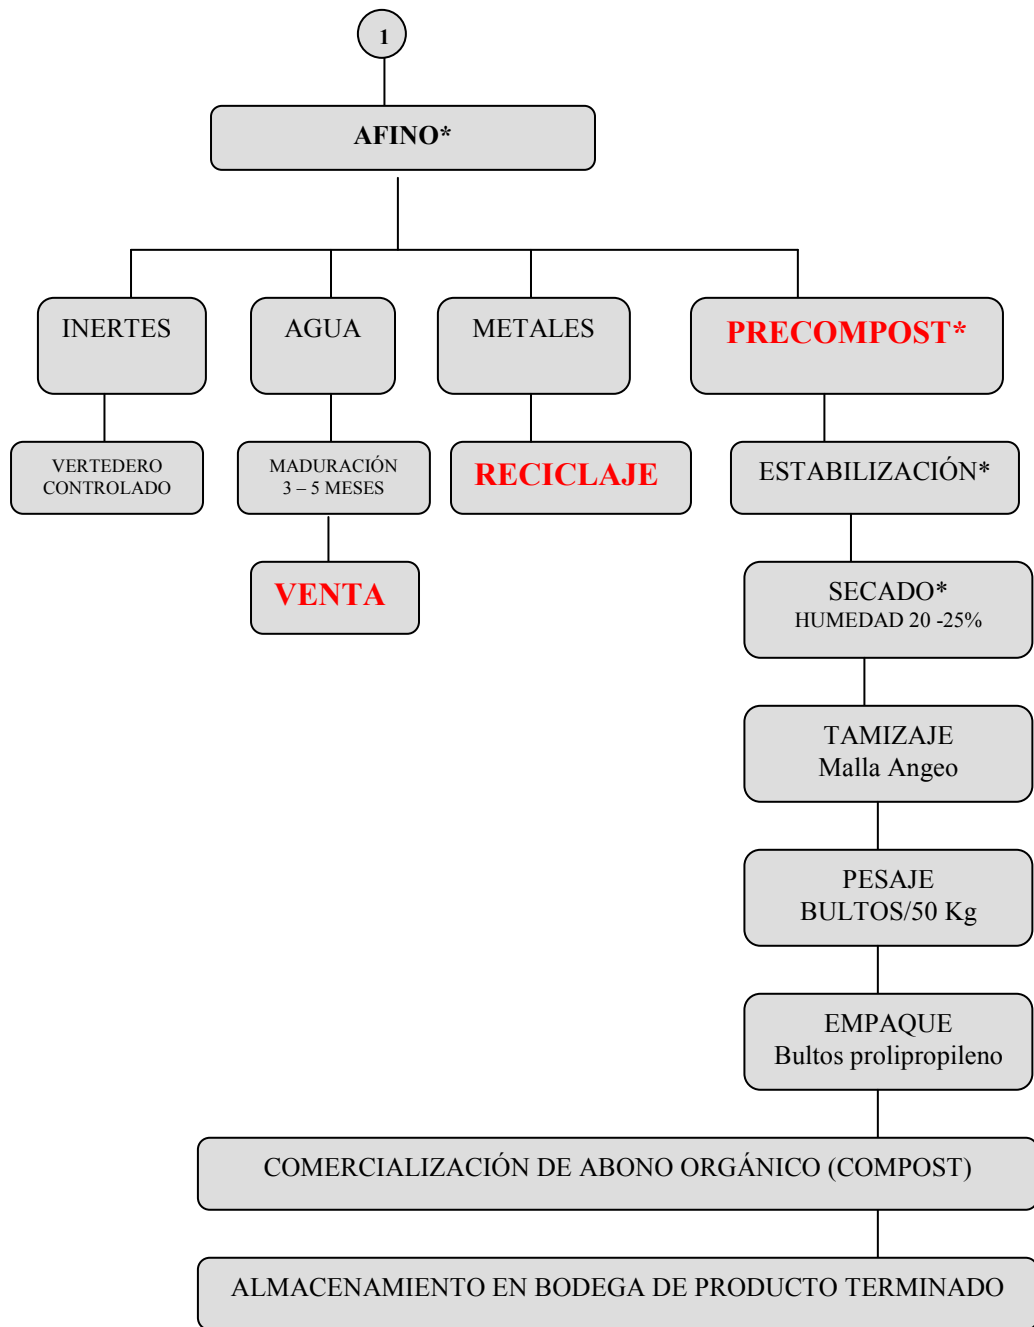 1
AFINO*
INERTES
AGUA
METALES
PRECOMPOST*
VERTEDERO
CONTROLADO
MADURACIÓN
3 – 5 MESES
RECICLAJE
ESTABILIZACIÓN*
VENTA
SECADO*
HUMEDAD 20 -25%
TAMIZAJE
Malla Angeo
PESAJE
BULTOS/50 Kg
EMPAQUE
Bultos prolipropileno
COMERCIALIZACIÓN DE ABONO ORGÁNICO (COMPOST)
ALMACENAMIENTO EN BODEGA DE PRODUCTO TERMINADO